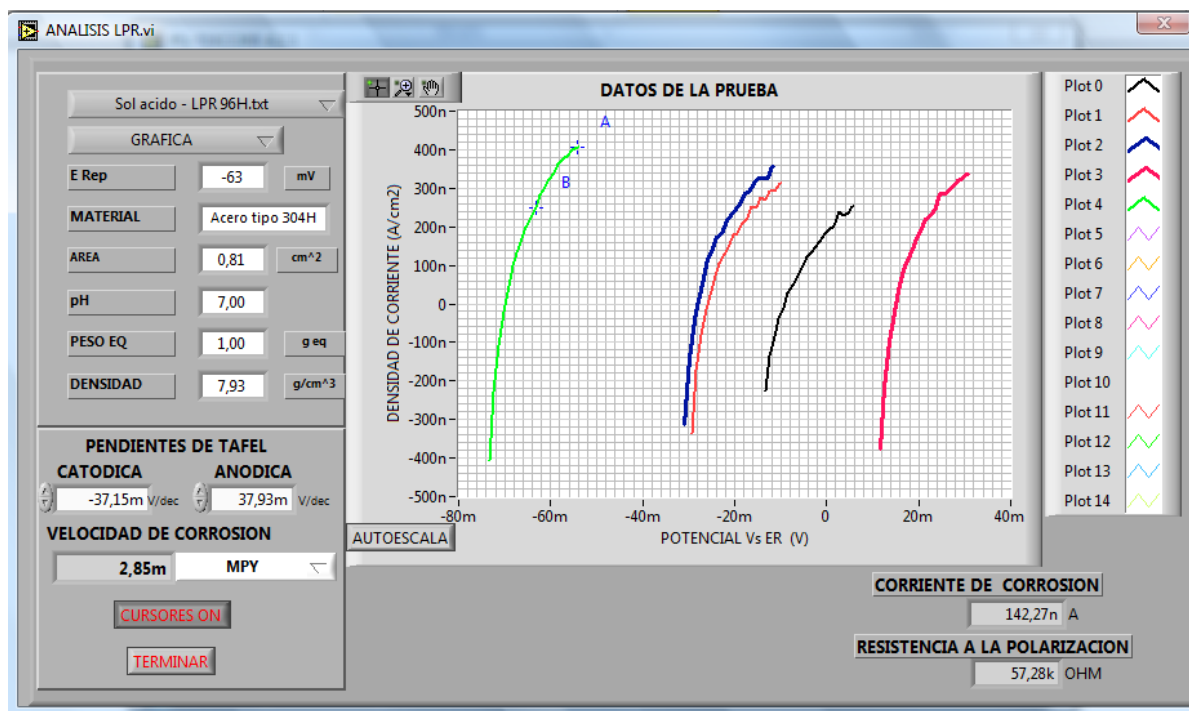 ANALISIS LPR.vi
Sol acido - LPR 96H.txt
GRAFICA
E Rep -63 mV
MATERIAL Acero tipo 304H
AREA 0,81 cm^2
pH 7,00
PESO EQ 1,00 g eq
DENSIDAD 7,93 g/cm^3
PENDIENTES DE TAFEL
CATODICA ANODICA
-37,15m V/dec 37,93m V/dec
VELOCIDAD DE CORROSION
2,85m MPY
CURSORES ON
TERMINAR
DATOS DE LA PRUEBA
DENSIDAD DE CORRIENTE (A/cm2)
500n
400n
300n
200n
100n
0
-100n
-200n
-300n
-400n
-500n
A
B
-80m -60m -40m -20m 0 20m 40m
POTENCIAL Vs ER (V)
AUTOESCALA
Plot 0
Plot 1
Plot 2
Plot 3
Plot 4
Plot 5
Plot 6
Plot 7
Plot 8
Plot 9
Plot 10
Plot 11
Plot 12
Plot 13
Plot 14
CORRIENTE DE CORROSION
142,27n A
RESISTENCIA A LA POLARIZACION
57,28k OHM